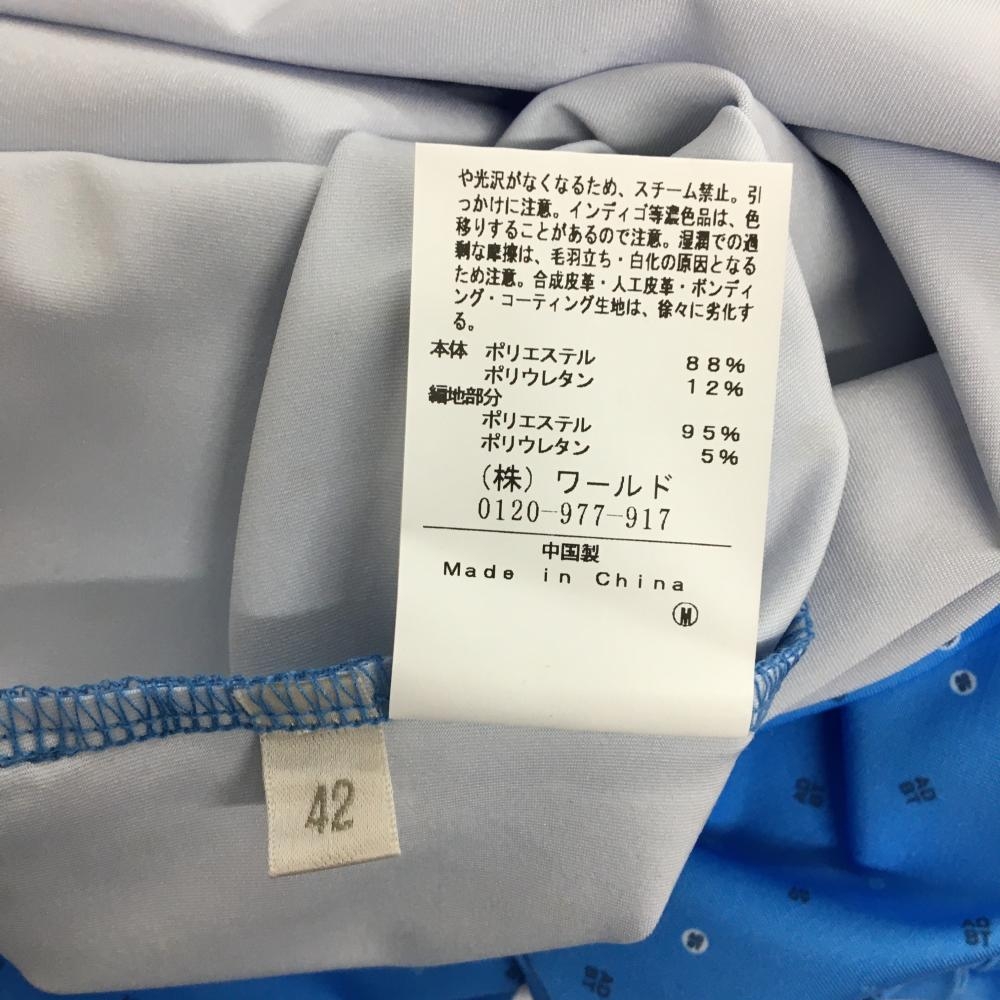 や光沢がなくなるため、スチーム禁止。引
っかけに注意。インディゴ等濃色品は、色
移りすることがあるので注意。湿潤での過
剰な摩擦は、毛羽立ち・白化の原因となる
ため注意。合成皮革・人工皮革・ボンディ
ング・コーティング生地は、徐々に劣化す
る。
本体 ポリエステル 88%
ポリウレタン 12%
編地部分
ポリエステル 95%
ポリウレタン 5%
(株)ワールド
0120-977-917
中国製
Made in China
M
42